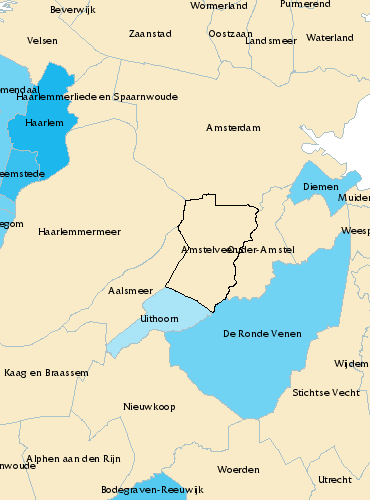 Beverwijk
Wormerland
Purmerend
Velsen
Zaanstad
Oostzaan
Landsmeer
Waterland
menda
Haarlemmerliede en Spaarnwoude
Haarlem
Amsterdam
eemstede
Diemen
Muide
egom
Haarlemmermeer
Amstelveen
Ouder-Amstel
Weesp
Aalsmeer
Uithoorn
De Ronde Venen
Kaag en Braassem
Wijdem
Stichtse Vecht
Nieuwkoop
Alphen aan den Rijn
nwoude
Woerden
Utrecht
Bodegraven-Reeuwijk